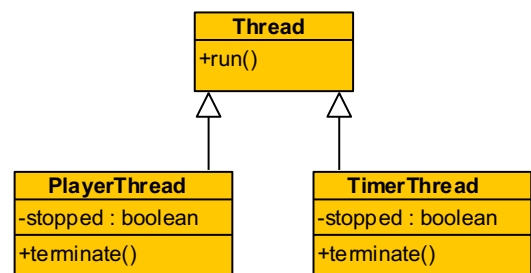 Thread
+run()
PlayerThread
-stopped : boolean
+terminate()
TimerThread
-stopped : boolean
+terminate()